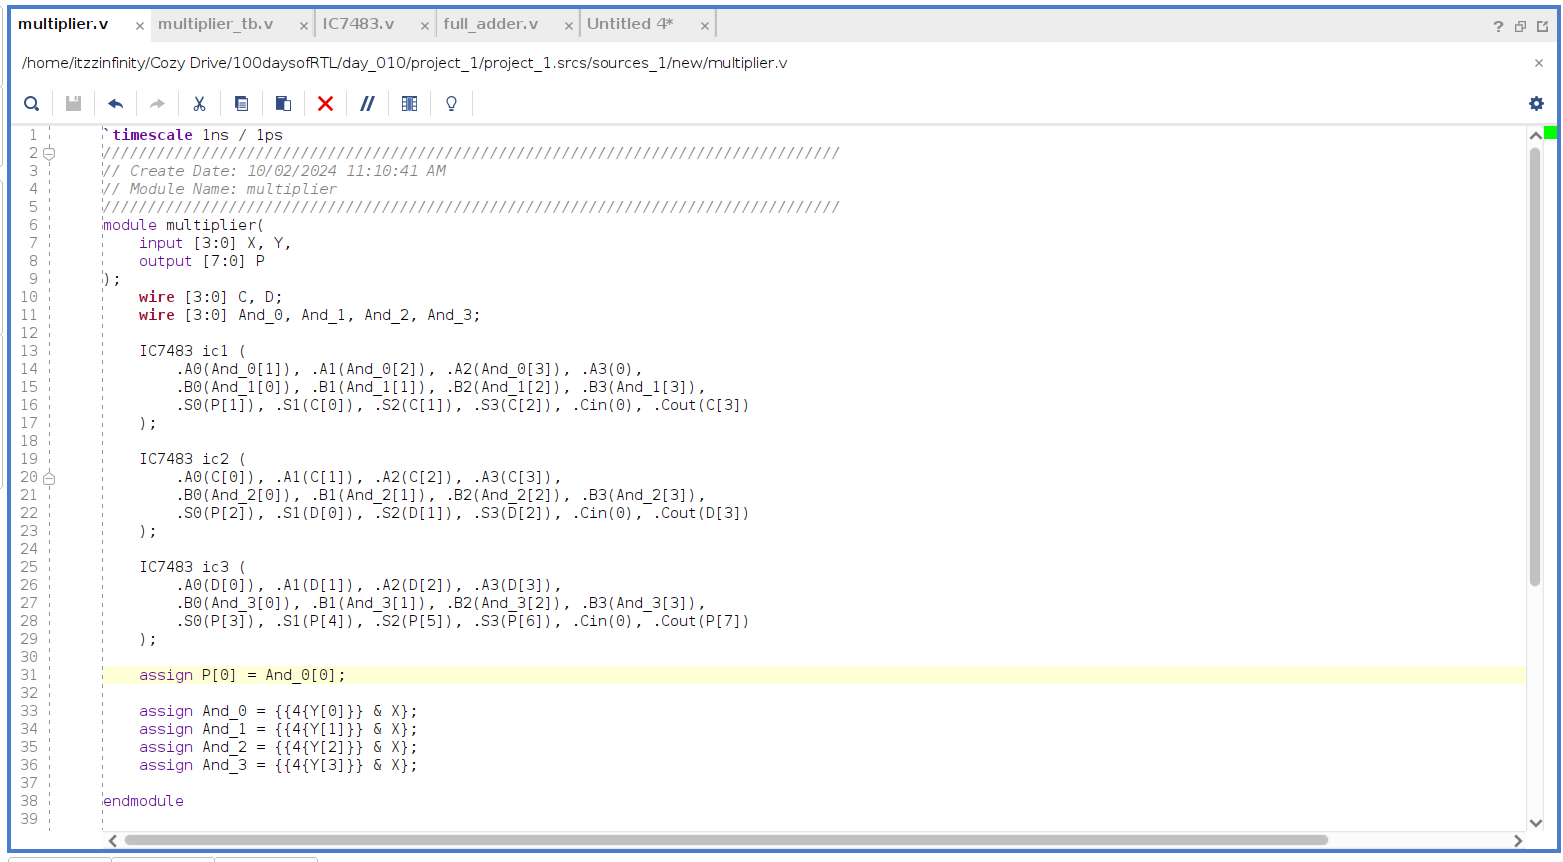 multiplier.v × multiplier_tb.v × IC7483.v × full_adder.v × Untitled 4* × ?
/home/itzzinfinity/Cozy Drive/100daysofRTL/day_010/project_1/project_1.srcs/sources_1/new/multiplier.v ×
1 `timescale 1ns / 1ps
2 //////////////////////////////////////////////////////////////////////////////////
3 // Create Date: 10/02/2024 11:10:41 AM
4 // Module Name: multiplier
5 //////////////////////////////////////////////////////////////////////////////////
6 module multiplier(
7     input [3:0] X, Y,
8     output [7:0] P
9 );
10     wire [3:0] C, D;
11     wire [3:0] And_0, And_1, And_2, And_3;
12
13     IC7483 ic1 (
14         .A0(And_0[1]), .A1(And_0[2]), .A2(And_0[3]), .A3(0),
15         .B0(And_1[0]), .B1(And_1[1]), .B2(And_1[2]), .B3(And_1[3]),
16         .S0(P[1]), .S1(C[0]), .S2(C[1]), .S3(C[2]), .Cin(0), .Cout(C[3])
17     );
18
19     IC7483 ic2 (
20         .A0(C[0]), .A1(C[1]), .A2(C[2]), .A3(C[3]),
21         .B0(And_2[0]), .B1(And_2[1]), .B2(And_2[2]), .B3(And_2[3]),
22         .S0(P[2]), .S1(D[0]), .S2(D[1]), .S3(D[2]), .Cin(0), .Cout(D[3])
23     );
24
25     IC7483 ic3 (
26         .A0(D[0]), .A1(D[1]), .A2(D[2]), .A3(D[3]),
27         .B0(And_3[0]), .B1(And_3[1]), .B2(And_3[2]), .B3(And_3[3]),
28         .S0(P[3]), .S1(P[4]), .S2(P[5]), .S3(P[6]), .Cin(0), .Cout(P[7])
29     );
30
31     assign P[0] = And_0[0];
32
33     assign And_0 = {{4{Y[0]}} & X};
34     assign And_1 = {{4{Y[1]}} & X};
35     assign And_2 = {{4{Y[2]}} & X};
36     assign And_3 = {{4{Y[3]}} & X};
37
38 endmodule
39